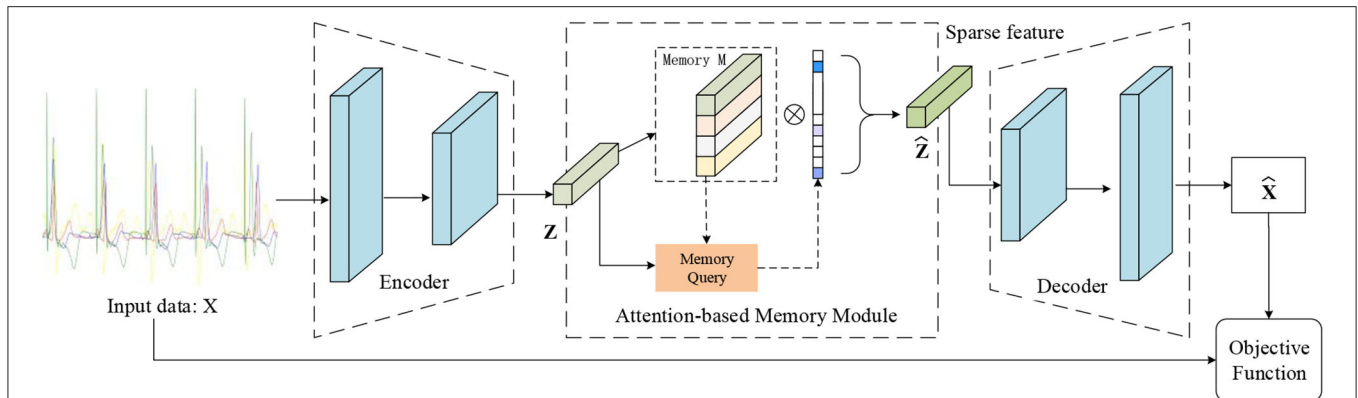 Input data: X
Encoder
Z
Memory M
⊗
Memory
Query
Attention-based Memory Module
Sparse feature
Ẑ
Decoder
X̂
Objective
Function